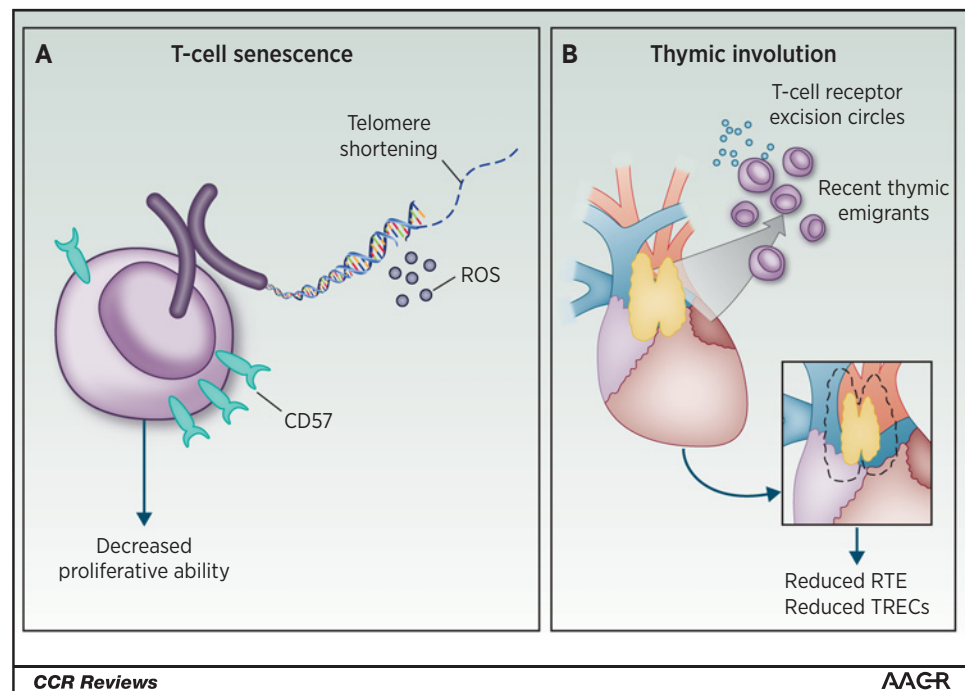 A
T-cell senescence
Telomere
shortening
ROS
CD57
Decreased
proliferative ability
B
Thymic involution
T-cell receptor
excision circles
Recent thymic
emigrants
Reduced RTE
Reduced TRECs
CCR Reviews
AACR